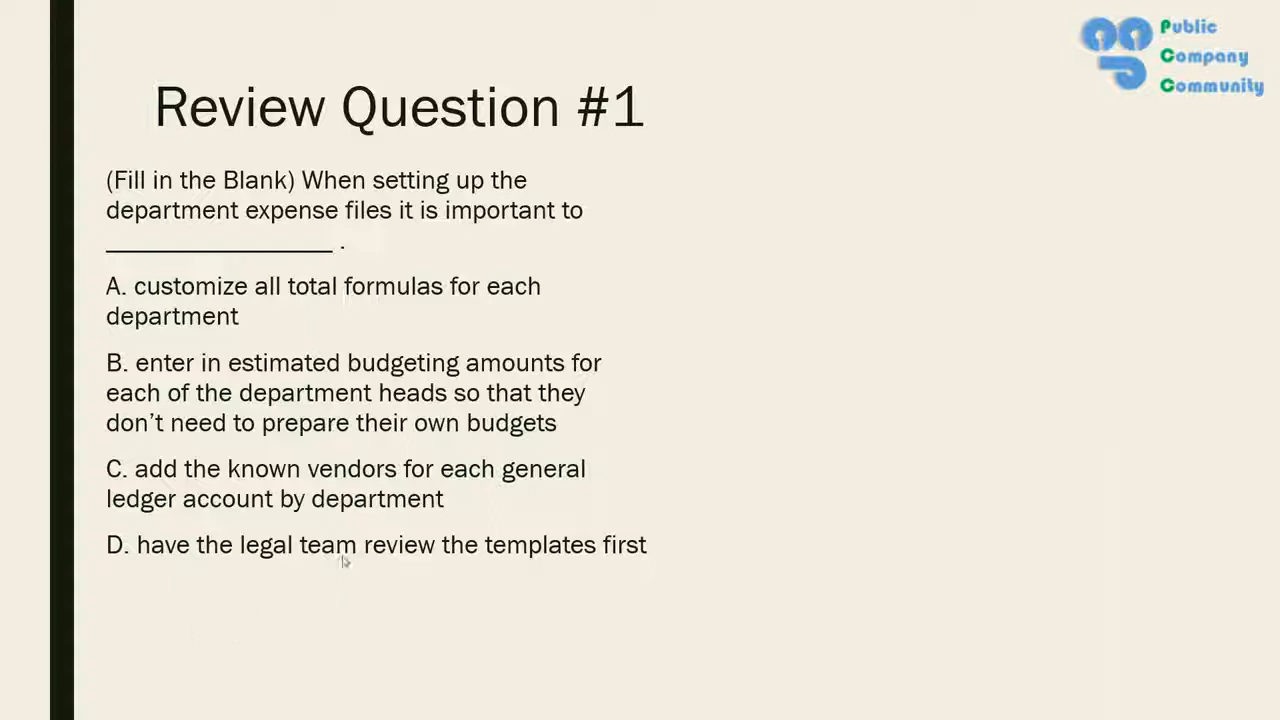 Public
Company
Community
Review Question #1
(Fill in the Blank) When setting up the
department expense files it is important to
_________________ .
A. customize all total formulas for each
department
B. enter in estimated budgeting amounts for
each of the department heads so that they
don’t need to prepare their own budgets
C. add the known vendors for each general
ledger account by department
D. have the legal team review the templates first